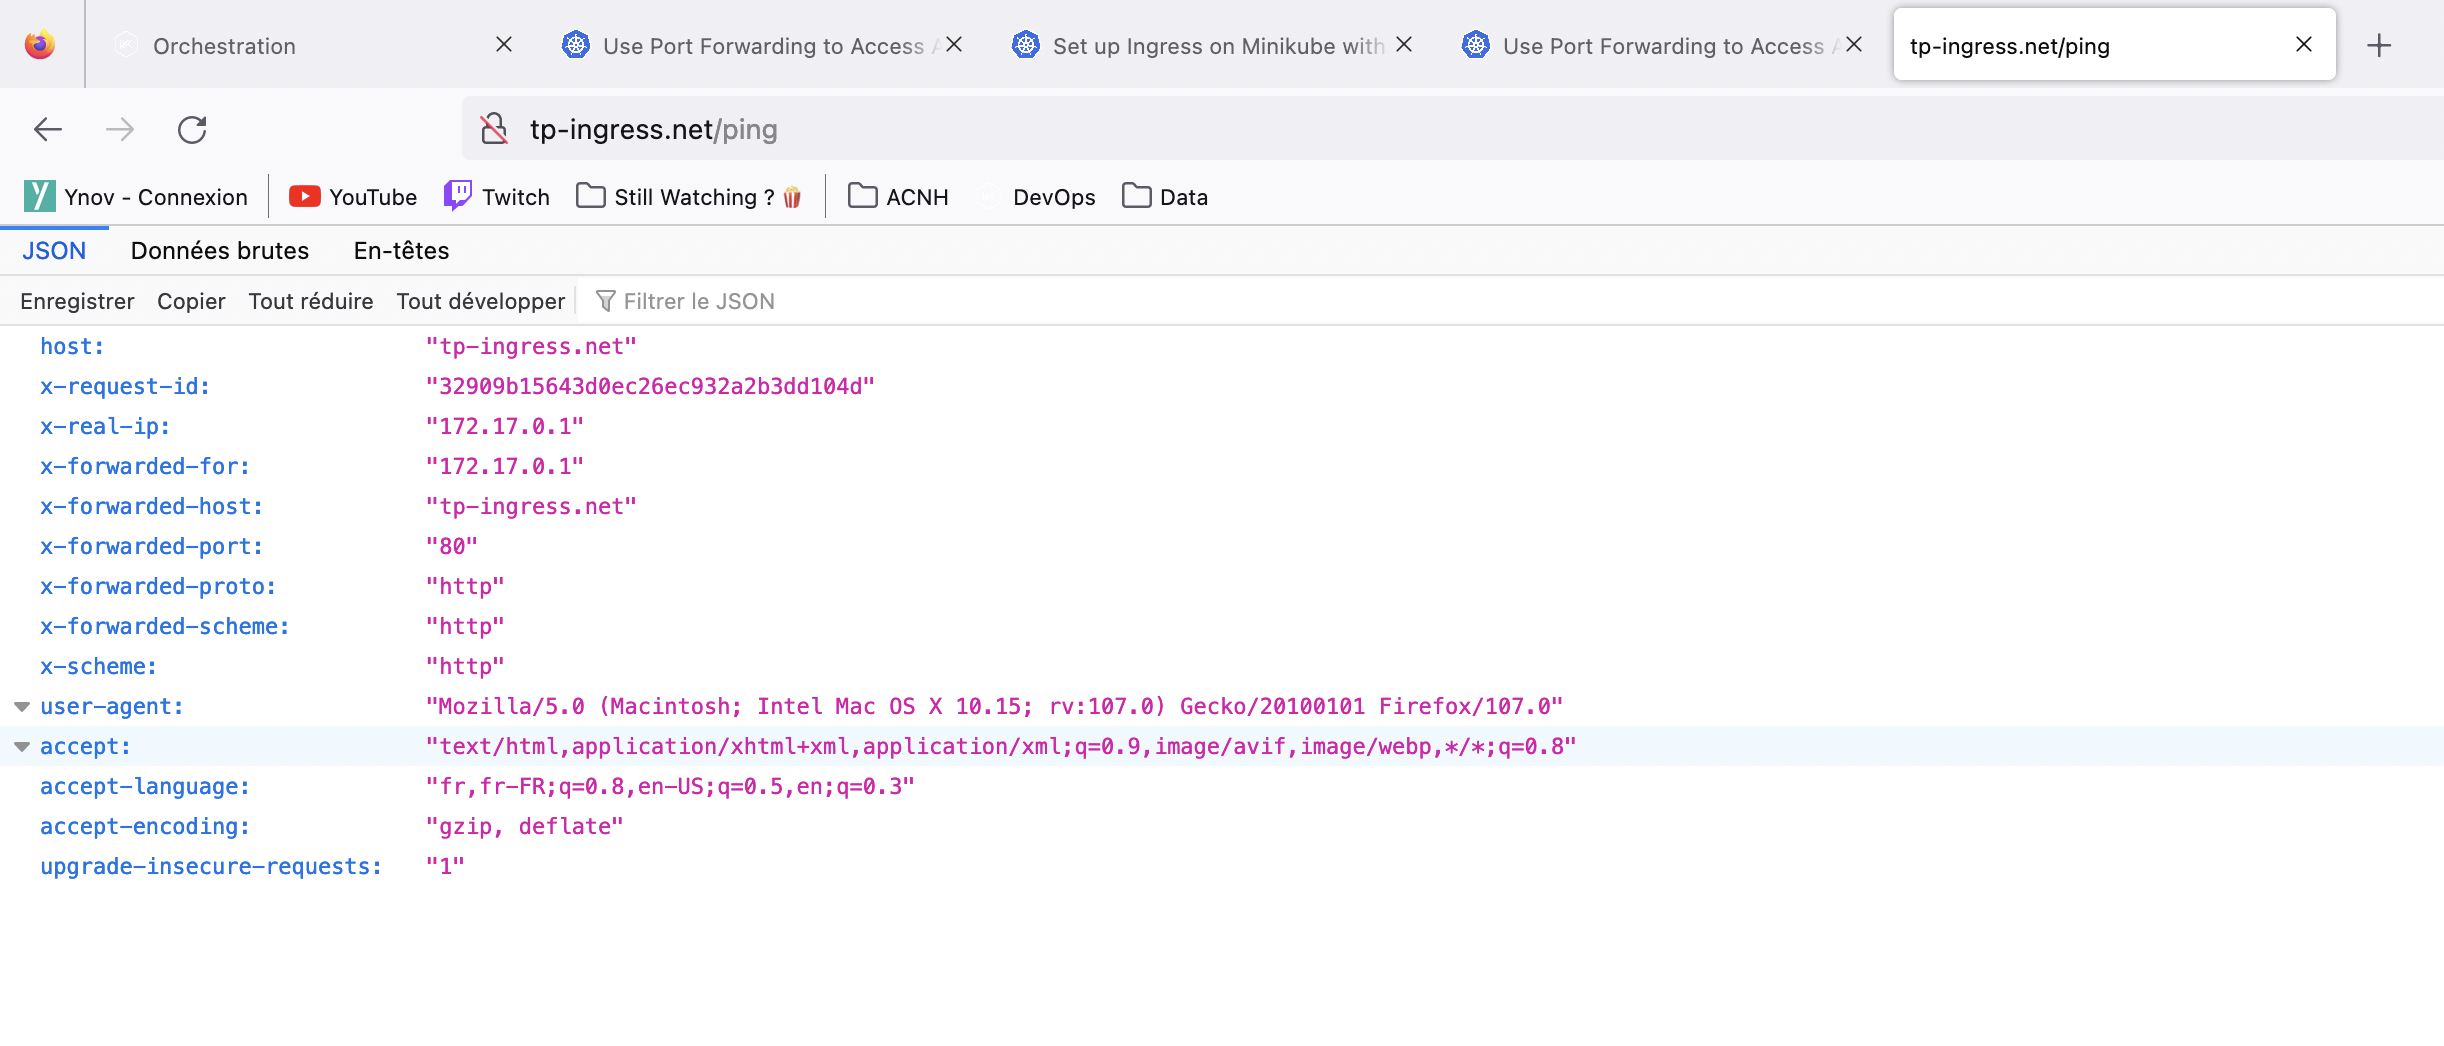 Orchestration
Use Port Forwarding to Access
Set up Ingress on Minikube with
Use Port Forwarding to Access
tp-ingress.net/ping
tp-ingress.net/ping
Ynov - Connexion
YouTube
Twitch
Still Watching ?
ACNH
DevOps
Data
JSON
Données brutes
En-têtes
Enregistrer
Copier
Tout réduire
Tout développer
Filtrer le JSON
host: "tp-ingress.net"
x-request-id: "32909b15643d0ec26ec932a2b3dd104d"
x-real-ip: "172.17.0.1"
x-forwarded-for: "172.17.0.1"
x-forwarded-host: "tp-ingress.net"
x-forwarded-port: "80"
x-forwarded-proto: "http"
x-forwarded-scheme: "http"
x-scheme: "http"
user-agent: "Mozilla/5.0 (Macintosh; Intel Mac OS X 10.15; rv:107.0) Gecko/20100101 Firefox/107.0"
accept: "text/html,application/xhtml+xml,application/xml;q=0.9,image/avif,image/webp,*/*;q=0.8"
accept-language: "fr,fr-FR;q=0.8,en-US;q=0.5,en;q=0.3"
accept-encoding: "gzip, deflate"
upgrade-insecure-requests: "1"